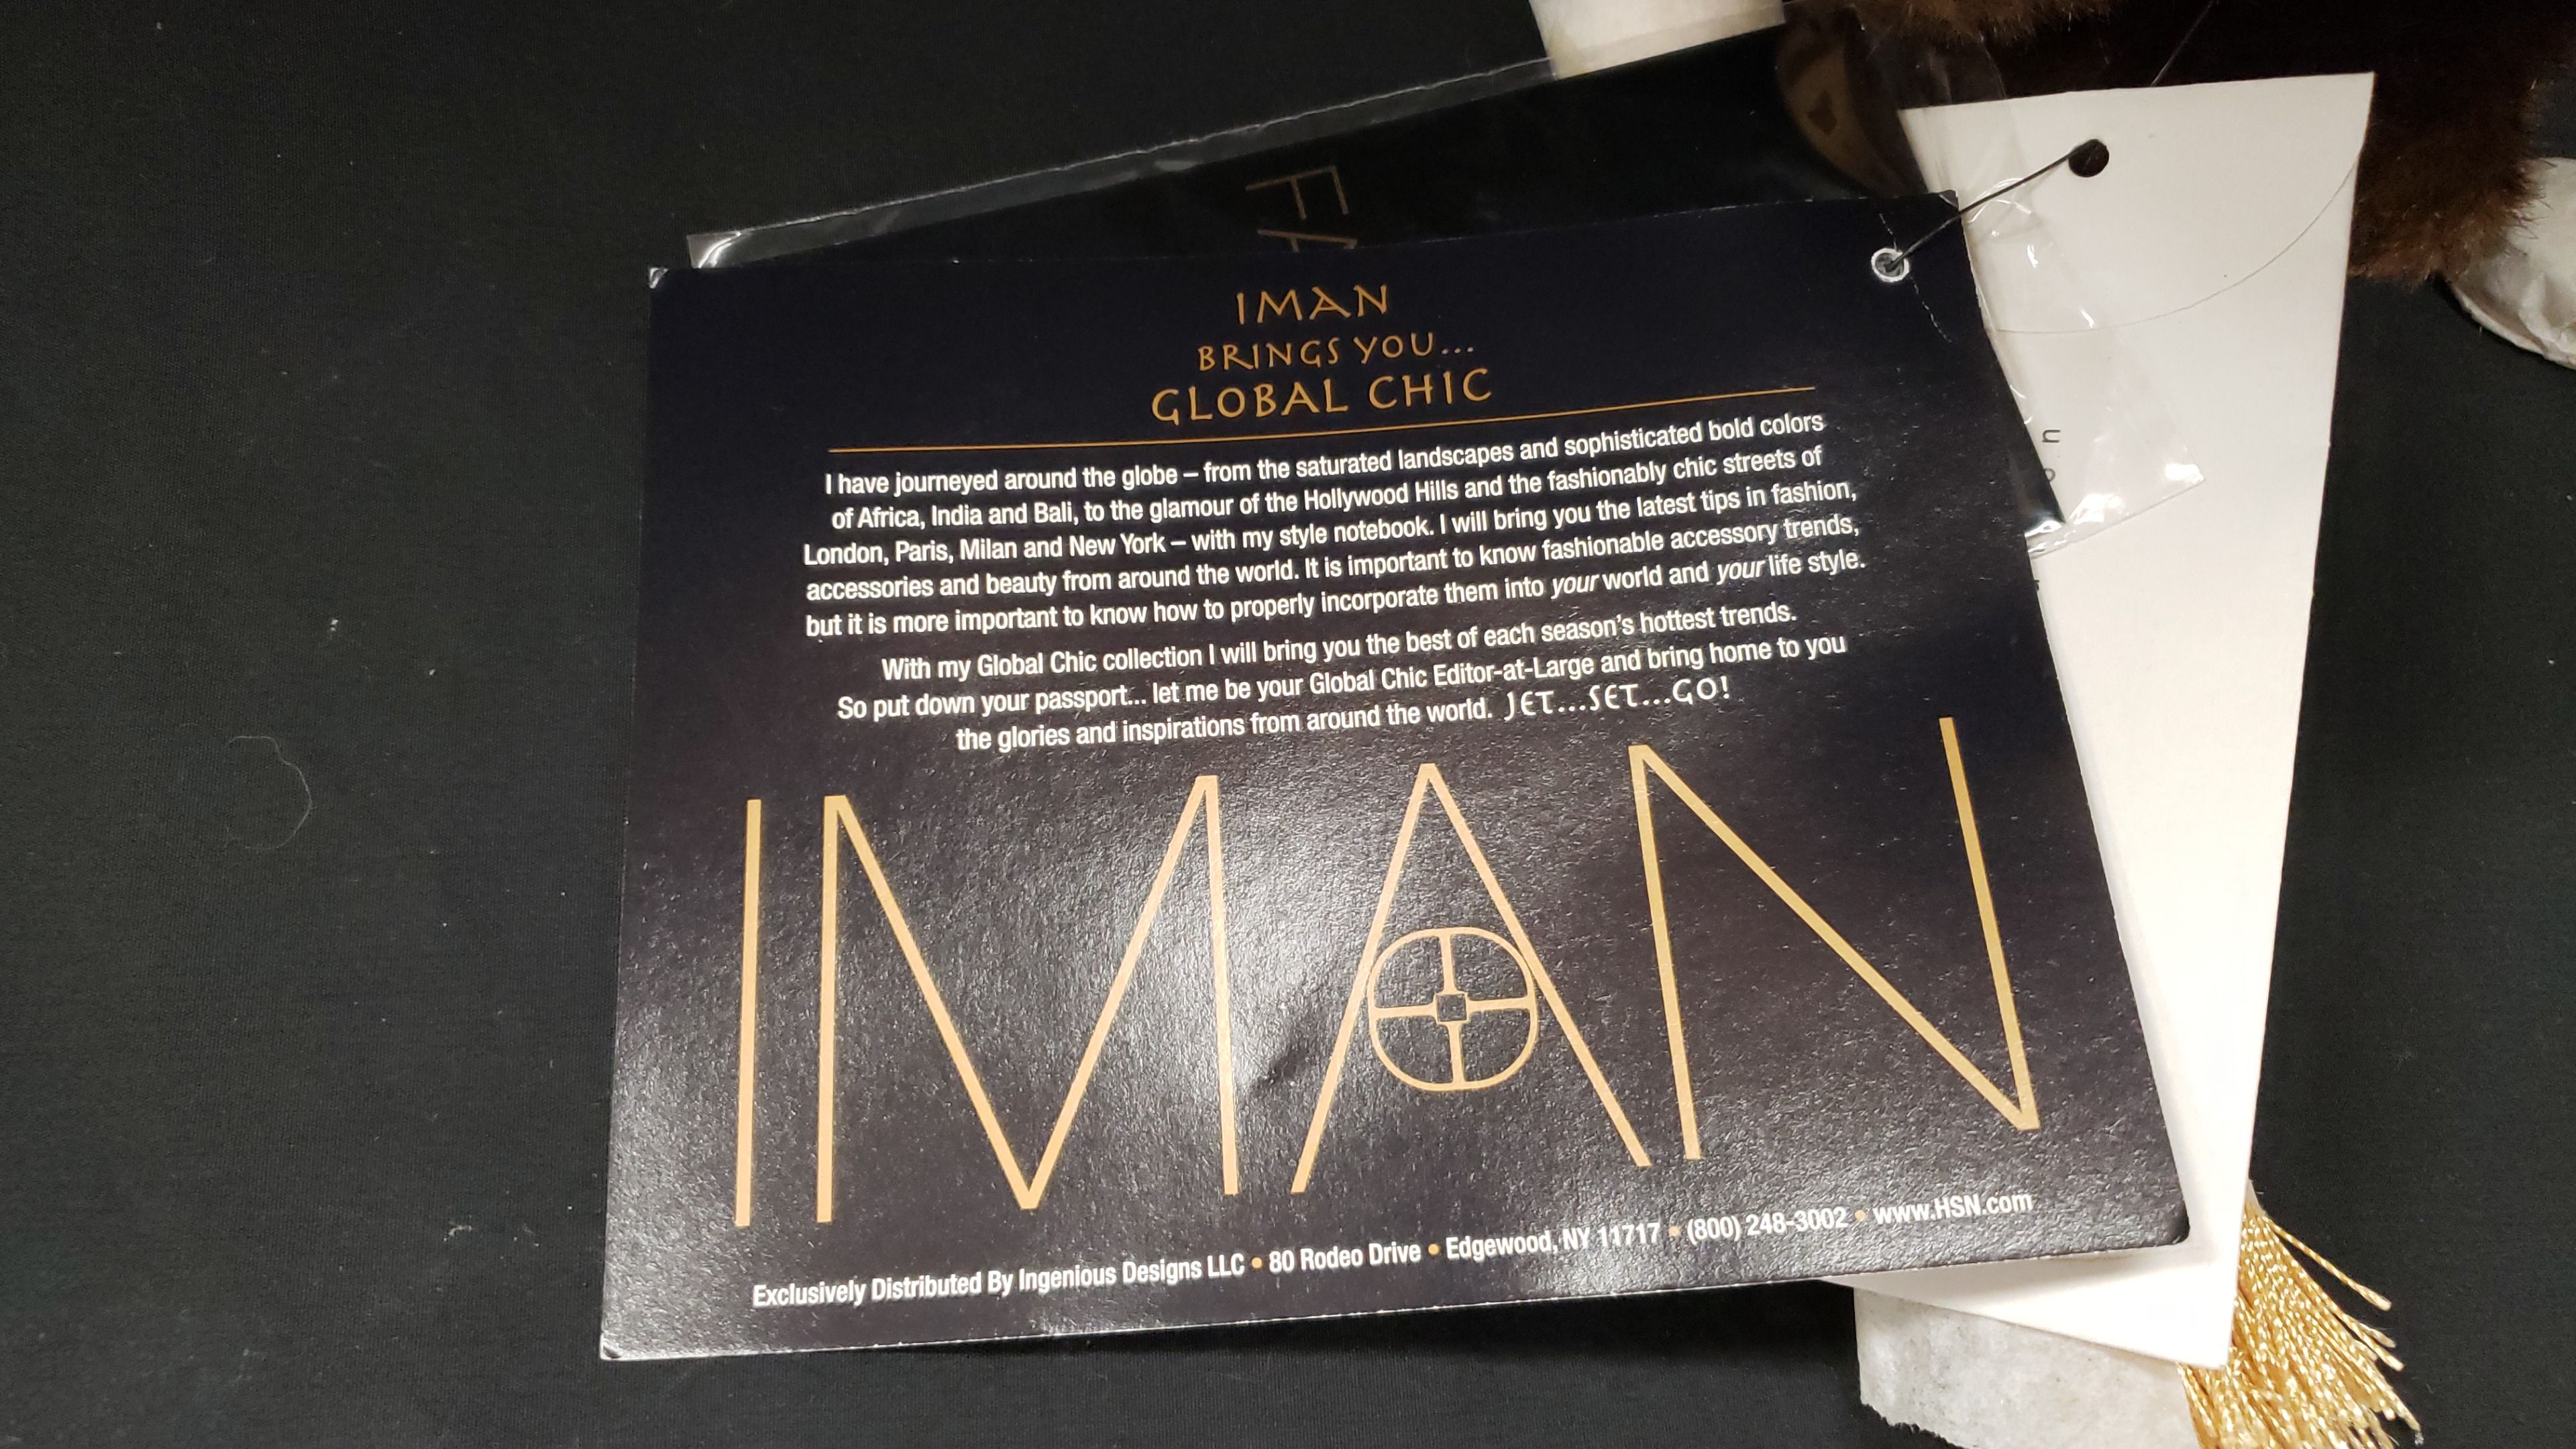 FA
IMAN
BRINGS YOU...
GLOBAL CHIC
I have journeyed around the globe – from the saturated landscapes and sophisticated bold colors
of Africa, India and Bali, to the glamour of the Hollywood Hills and the fashionably chic streets of
London, Paris, Milan and New York – with my style notebook. I will bring you the latest tips in fashion,
accessories and beauty from around the world. It is important to know fashionable accessory trends,
but it is more important to know how to properly incorporate them into your world and your life style.
With my Global Chic collection I will bring you the best of each season's hottest trends.
So put down your passport... let me be your Global Chic Editor-at-Large and bring home to you
the glories and inspirations from around the world. JET...SET...GO!
IMAN
Exclusively Distributed By Ingenious Designs LLC • 80 Rodeo Drive • Edgewood, NY 11717 • (800) 248-3002 • www.HSN.com